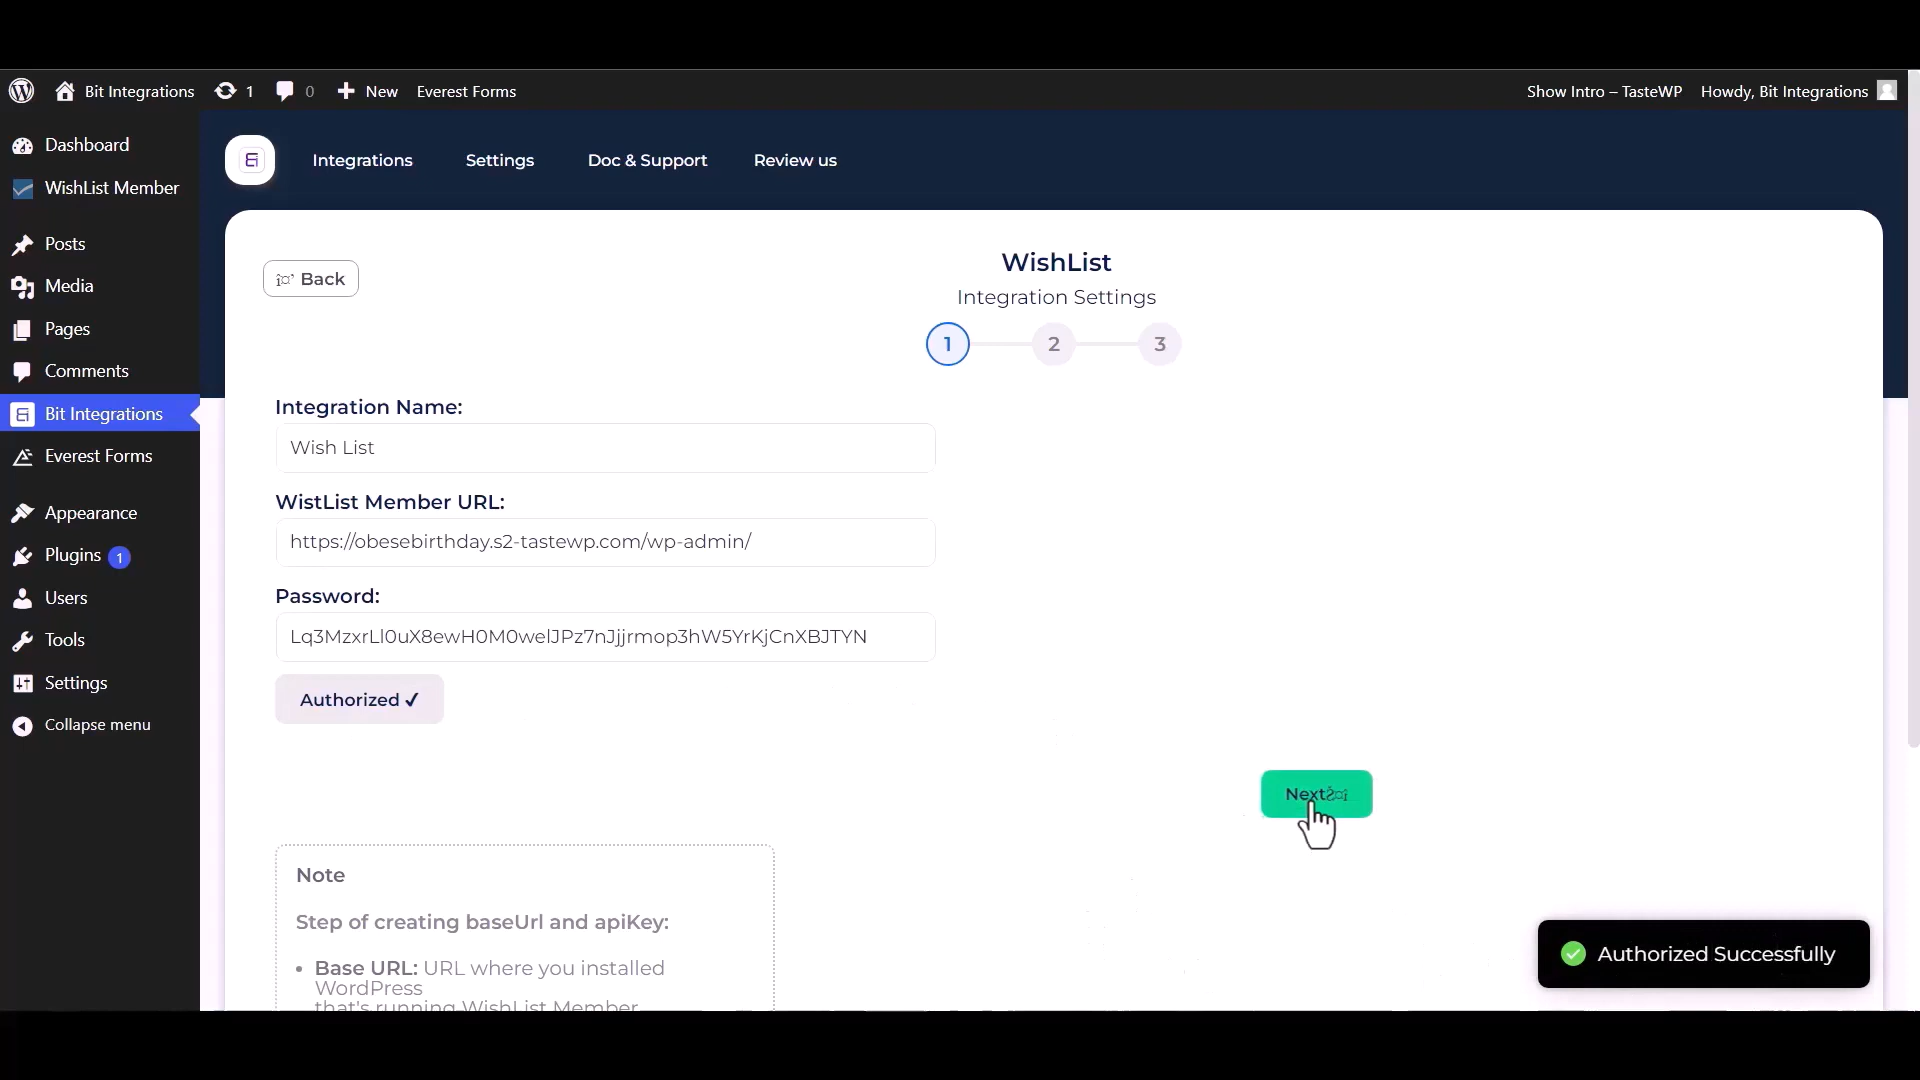 Bit Integrations 1 0 New Everest Forms Show Intro – TasteWP Howdy, Bit Integrations
Dashboard
WishList Member
Posts
Media
Pages
Comments
Bit Integrations
Everest Forms
Appearance
Plugins 1
Users
Tools
Settings
Collapse menu
Integrations Settings Doc & Support Review us
Back
WishList
Integration Settings
1 2 3
Integration Name:
Wish List
WistList Member URL:
https://obesebirthday.s2-tastewp.com/wp-admin/
Password:
Lq3MzxrLl0uX8ewH0M0welJPz7nJjjrmop3hW5YrKjCnXBJTYN
Authorized ✓
Next
Note
Step of creating baseUrl and apiKey:
• Base URL: URL where you installed
WordPress
that's running WishList Member
Authorized Successfully